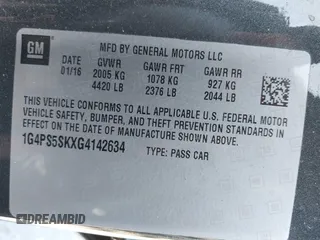 GM
MFD BY GENERAL MOTORS LLC
DATE GVWR GAWR FRT GAWR RR
01/16 2005 KG 1078 KG 927 KG
4420 LB 2376 LB 2044 LB
THIS VEHICLE CONFORMS TO ALL APPLICABLE U.S. FEDERAL MOTOR
VEHICLE SAFETY, BUMPER, AND THEFT PREVENTION STANDARDS IN
EFFECT ON THE DATE OF MANUFACTURE SHOWN ABOVE.
1G4PS5SKXG4142634 TYPE: PASS CAR
AUTOBIDMASTER